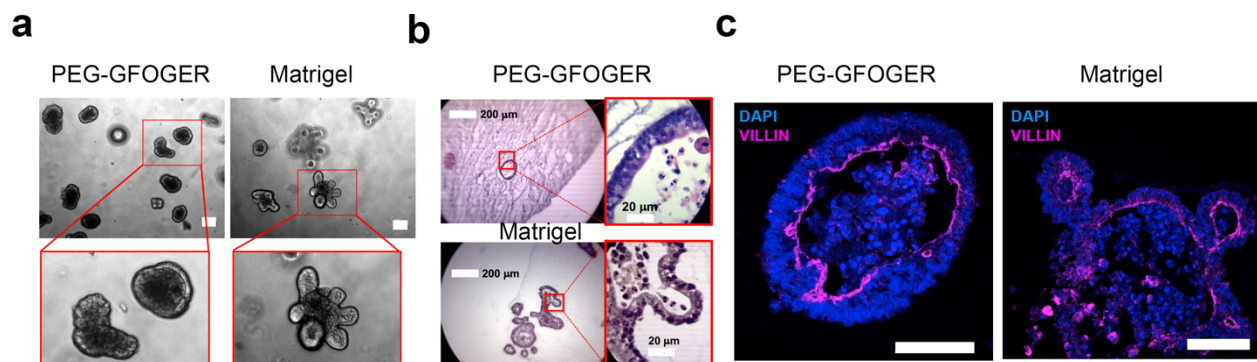 a
PEG-GFOGER
Matrigel
b
PEG-GFOGER
200 μm
20 μm
Matrigel
200 μm
20 μm
c
PEG-GFOGER
Matrigel
DAPI
VILLIN
DAPI
VILLIN